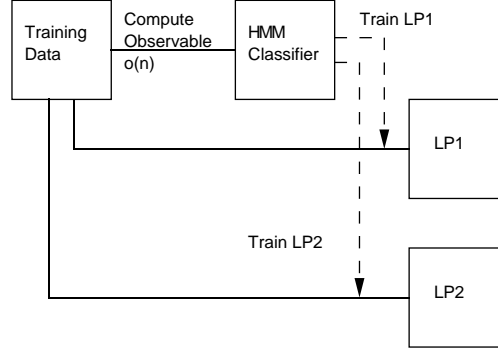 Training
Data
Compute
Observable
o(n)
HMM
Classifier
Train LP1
LP1
Train LP2
LP2